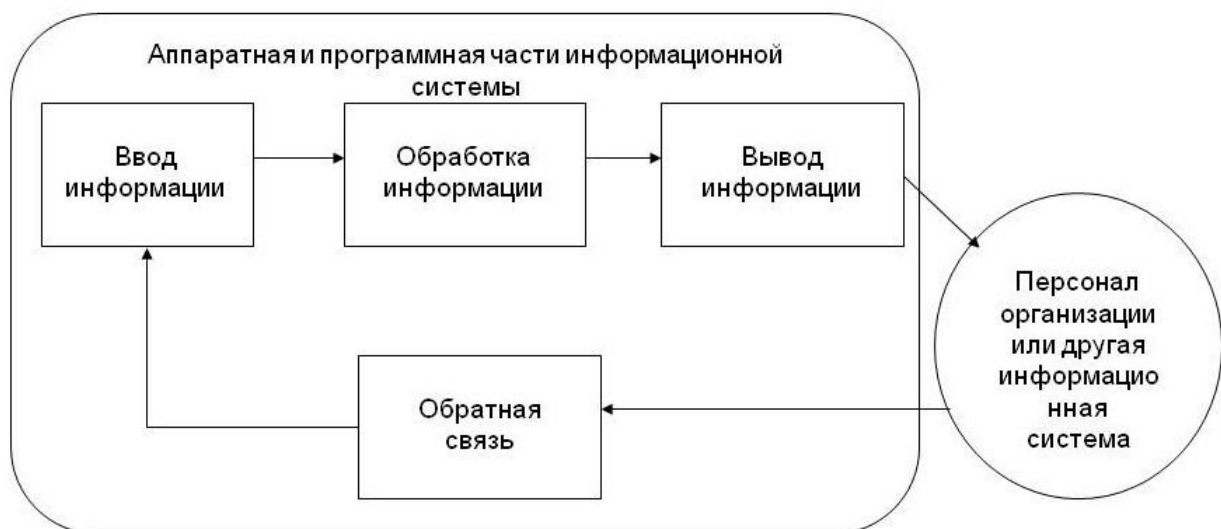 Аппаратная и программная части информационной
системы
Ввод
информации
Обработка
информации
Вывод
информации
Персонал
организации
или другая
информацио
нная
система
Обратная
связь